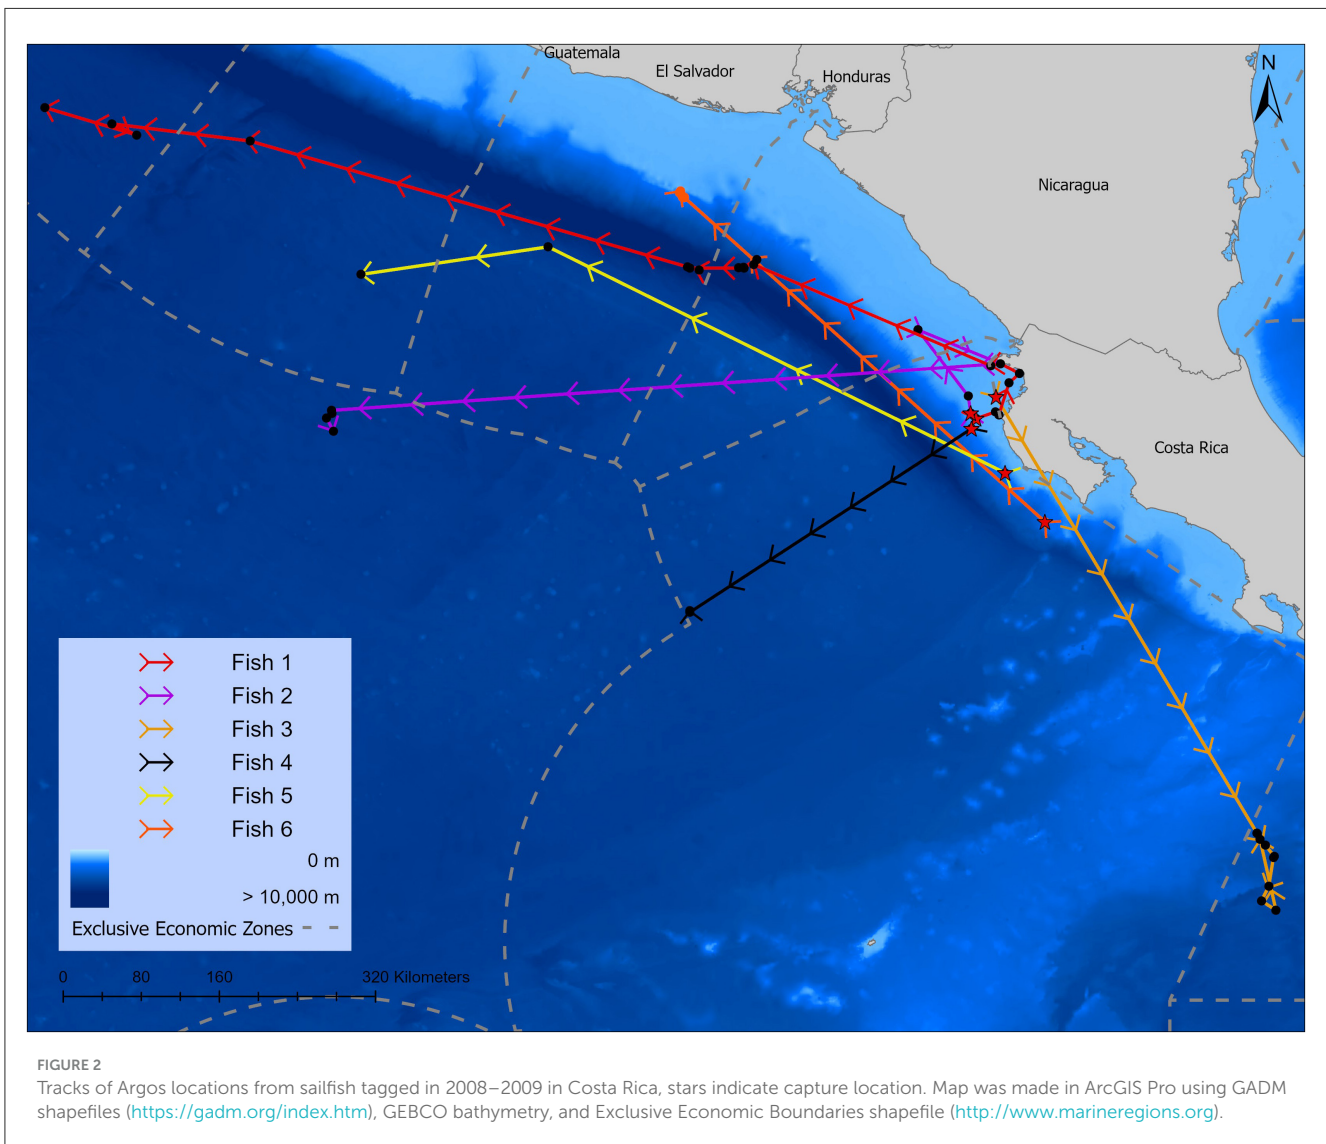 Guatemala
El Salvador
Honduras
N
Nicaragua
Costa Rica
Fish 1
Fish 2
Fish 3
Fish 4
Fish 5
Fish 6
0 m
> 10,000 m
Exclusive Economic Zones
0 80 160 320 Kilometers
FIGURE 2
Tracks of Argos locations from sailfish tagged in 2008–2009 in Costa Rica, stars indicate capture location. Map was made in ArcGIS Pro using GADM
shapefiles (https://gadm.org/index.htm), GEBCO bathymetry, and Exclusive Economic Boundaries shapefile (http://www.marineregions.org).